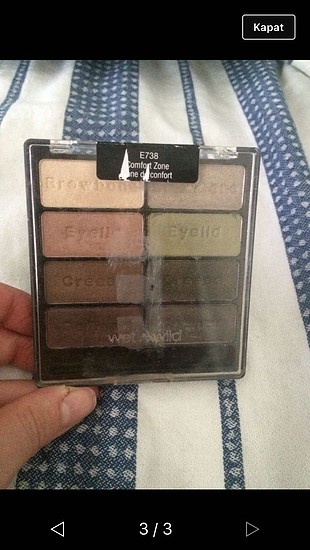 Kapat
E738
Comfort Zone
Zone de confort
Browbone
Eyelid Eyelid
Crease
wet n wild
3 / 3